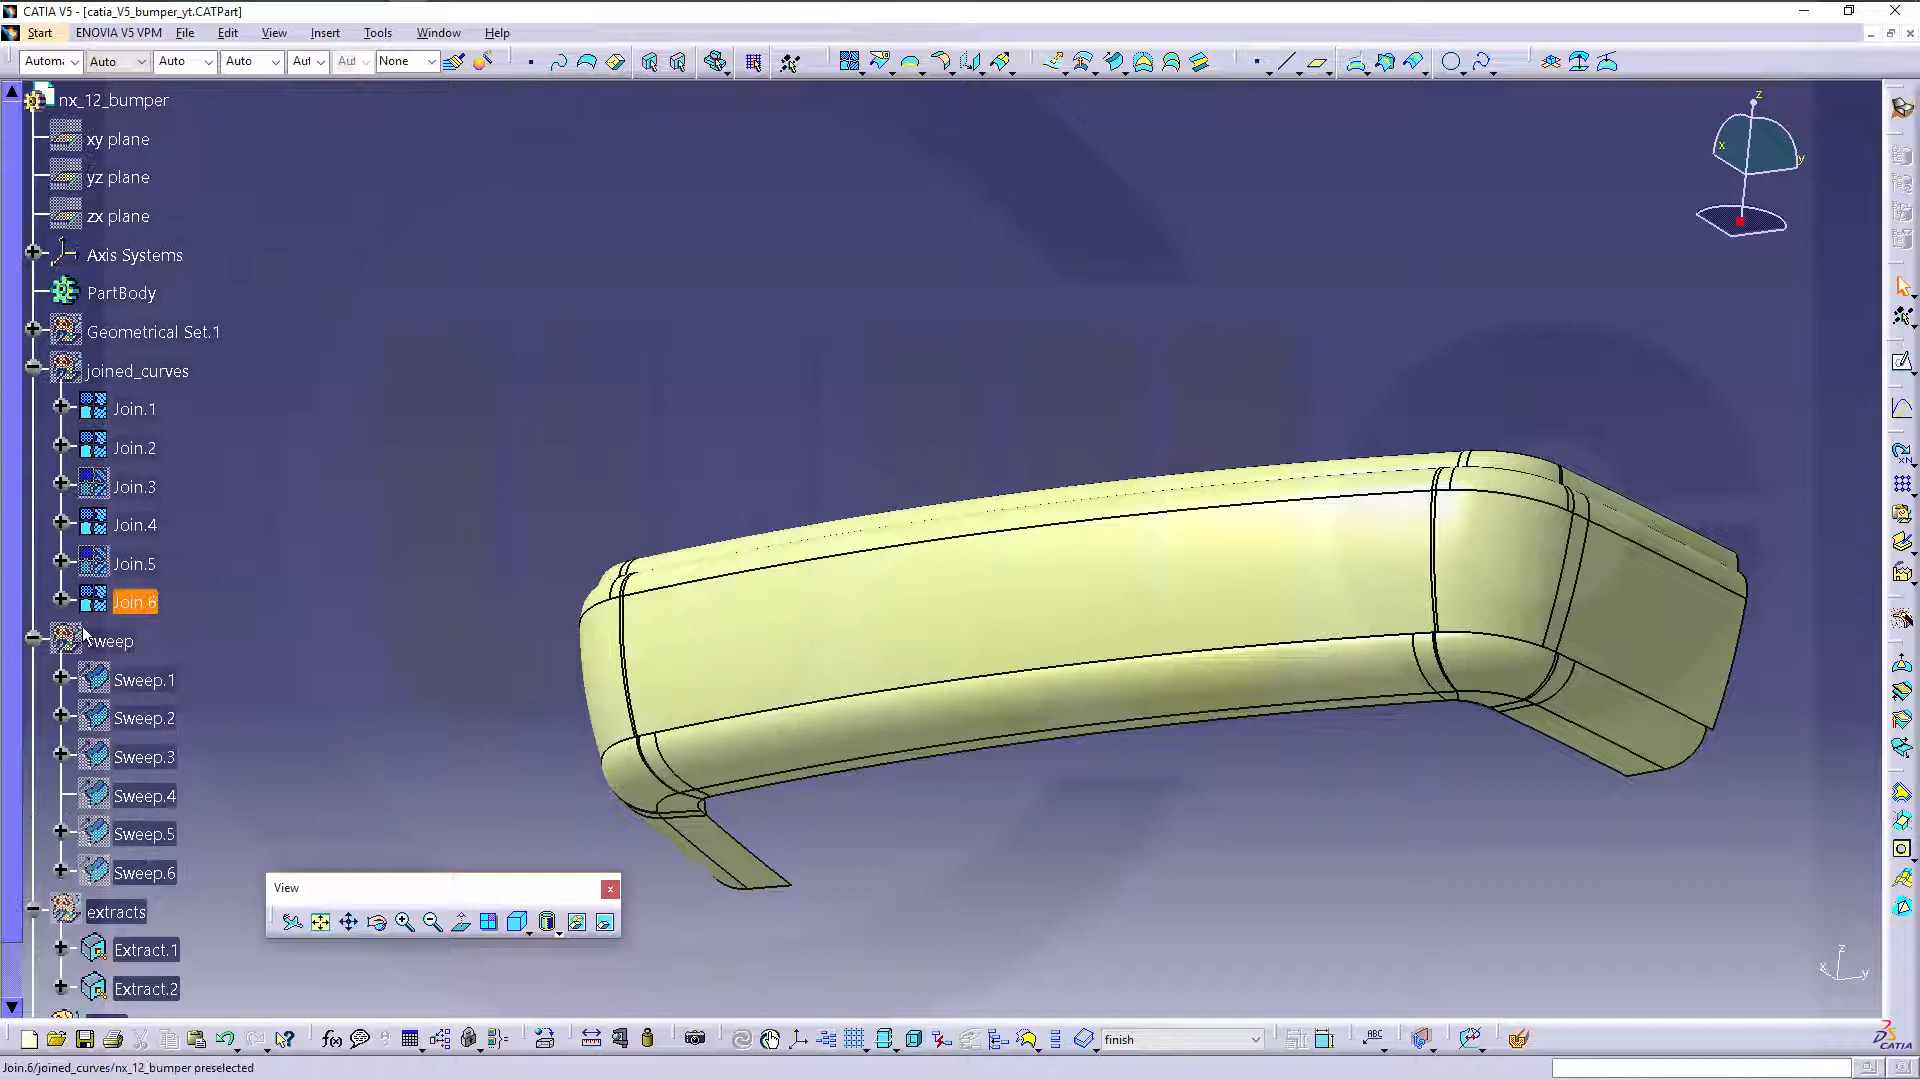 CATIA V5 - [catia_V5_bumper_yt.CATPart]
Start ENOVIA V5 VPM File Edit View Insert Tools Window Help
Auto Auto Auto None
nx_12_bumper
xy plane
yz plane
zx plane
Axis Systems
PartBody
Geometrical Set.1
joined_curves
Join.1
Join.2
Join.3
Join.4
Join.5
Join.6
sweep
Sweep.1
Sweep.2
Sweep.3
Sweep.4
Sweep.5
Sweep.6
extracts
Extract.1
Extract.2
z
x
y
View
z
x
y
finish
CATIA
Join.6/joined_curves/nx_12_bumper preselected